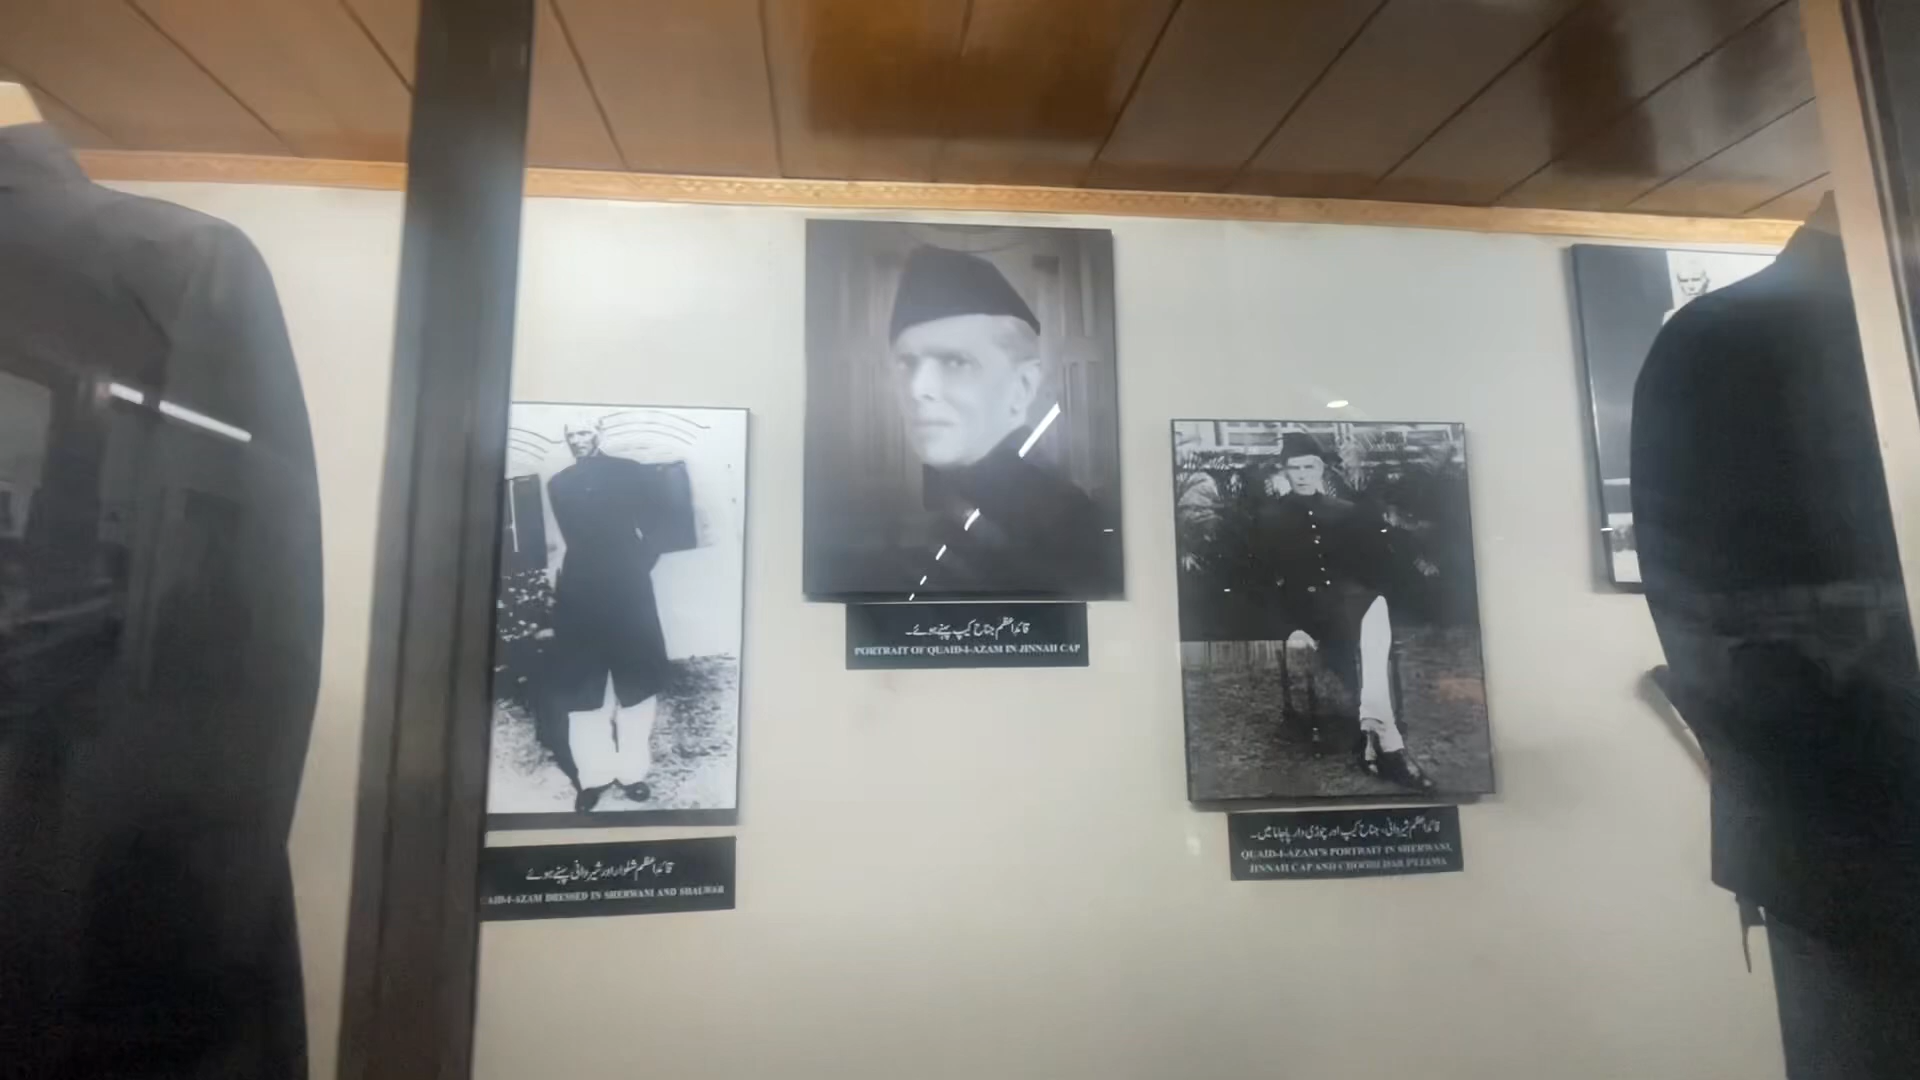 قائداعظم جناح کیپ پہنے ہوئے۔
PORTRAIT OF QUAID-I-AZAM IN JINNAH CAP
قائداعظم شلوار اور شیروانی پہنے ہوئے
AID-I-AZAM DRESSED IN SHERWANI AND SHALWAR
قائداعظم شیروانی، جناح کیپ اور چوڑی دار پاجامہ میں۔
QUAID-I-AZAM'S PORTRAIT IN SHERWANI,
JINNAH CAP AND CHOORIDAR PYJAMA